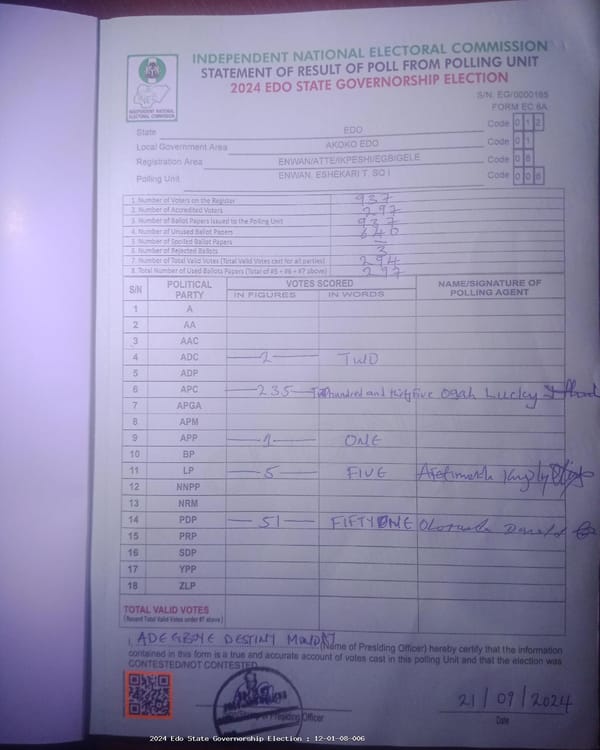 INDEPENDENT NATIONAL ELECTORAL COMMISSION
STATEMENT OF RESULT OF POLL FROM POLLING UNIT
2024 EDO STATE GOVERNORSHIP ELECTION
INDEPENDENT NATIONAL ELECTORAL COMMISSION
S/N. EG/0000165
FORM EC 8A
State EDO Code 0 1 2
Local Government Area AKOKO EDO Code 0 1
Registration Area ENWAN/ATTE/IKPESHI/EGBIGELE Code 0 8
Polling Unit ENWAN, ESHEKARI T. SQ I Code 0 0 6
1. Number of Voters on the Register 937
2. Number of Accredited Voters 297
3. Number of Ballot Papers Issued to the Polling Unit 937
4. Number of Unused Ballot Papers 640
5. Number of Spoiled Ballot Papers –
6. Number of Rejected Ballots 3
7. Number of Total Valid Votes (Total Valid Votes cast for all parties) 294
8. Total Number of Used Ballots Papers (Total of #5 + #6 + #7 above) 297
S/N POLITICAL PARTY VOTES SCORED NAME/SIGNATURE OF POLLING AGENT
IN FIGURES IN WORDS
1 A
2 AA
3 AAC
4 ADC 2 TWO
5 ADP
6 APC 235 Two hundred and thirty five Ogah Lucky
7 APGA
8 APM
9 APP 1 ONE
10 BP
11 LP 5 FIVE
12 NNPP
13 NRM
14 PDP 51 FIFTY ONE
15 PRP
16 SDP
17 YPP
18 ZLP
TOTAL VALID VOTES
(Record Total Valid Votes under #7 above)
I, ADEGBOYE DESTINY MONDAY (Name of Presiding Officer) hereby certify that the information
contained in this form is a true and accurate account of votes cast in this polling Unit and that the election was
CONTESTED/NOT CONTESTED
Presiding Officer
21/09/2024
Date
2024 Edo State Governorship Election : 12-01-08-006